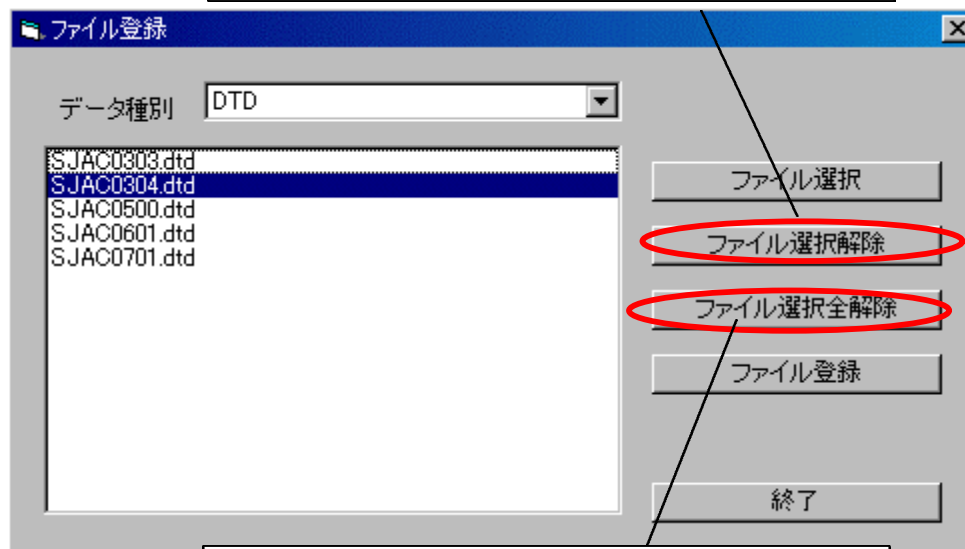 ファイル登録
データ種別 DTD
SJAC0303.dtd
SJAC0304.dtd
SJAC0500.dtd
SJAC0601.dtd
SJAC0701.dtd
ファイル選択
ファイル選択解除
ファイル選択全解除
ファイル登録
終了